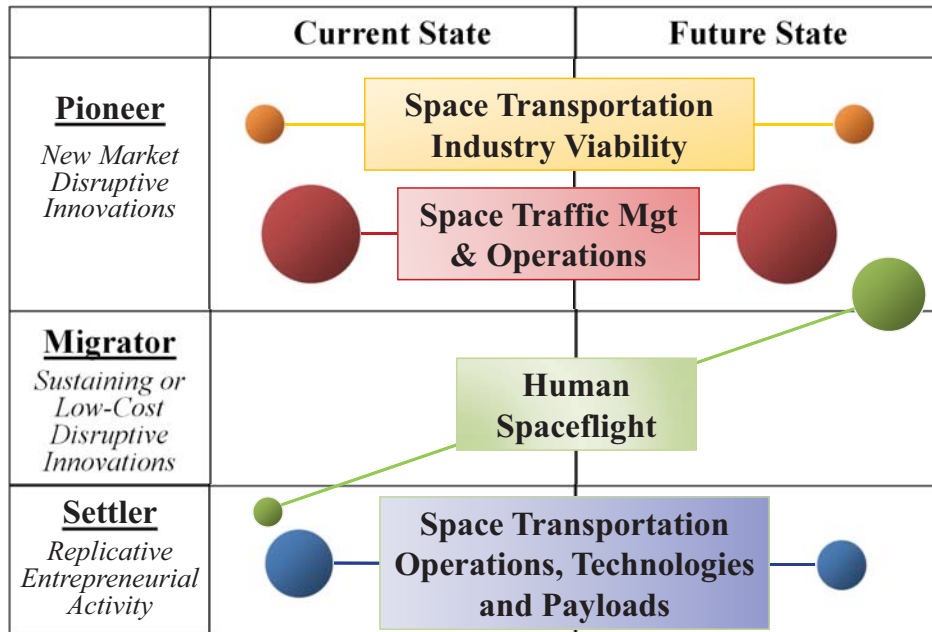 Current State
Future State
Pioneer
New Market
Disruptive
Innovations
Space Transportation
Industry Viability
Space Traffic Mgt
& Operations
Migrator
Sustaining or
Low-Cost
Disruptive
Innovations
Human
Spaceflight
Settler
Replicative
Entrepreneurial
Activity
Space Transportation
Operations, Technologies
and Payloads